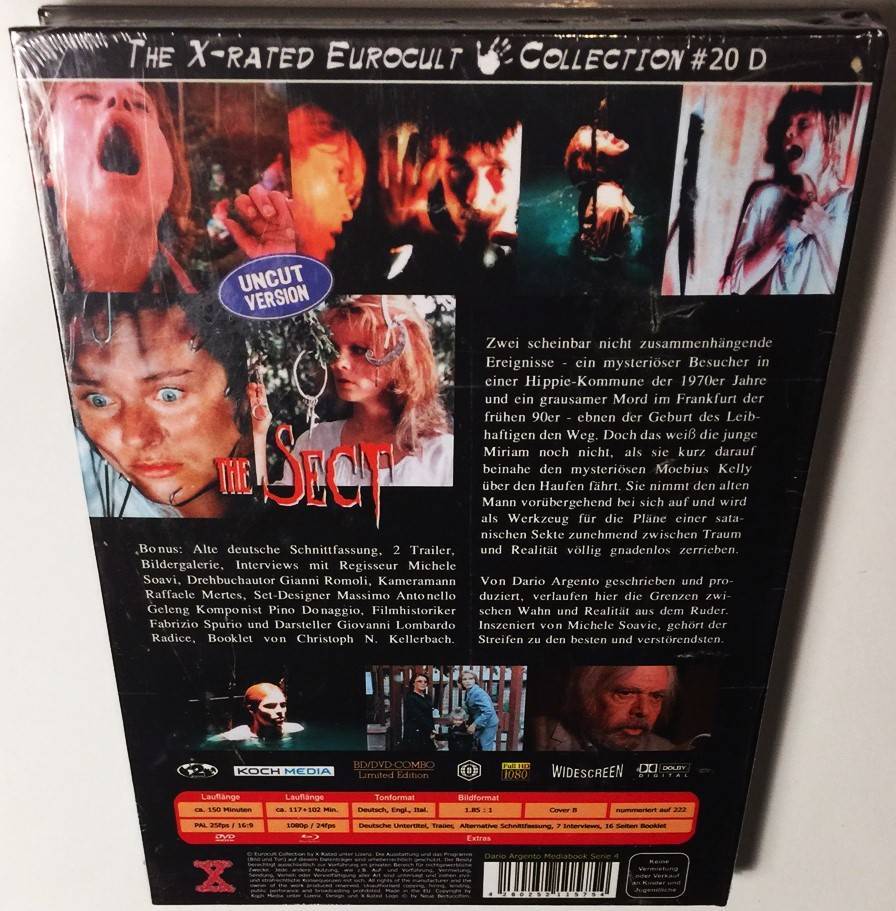 THE X-RATED EUROCULT COLLECTION #20 D
UNCUT
VERSION
THE SECT
Zwei scheinbar nicht zusammenhängende
Ereignisse - ein mysteriöser Besucher in
einer Hippie-Kommune der 1970er Jahre
und ein grausamer Mord im Frankfurt der
frühen 90er - ebnen der Geburt des Leib-
haftigen den Weg. Doch das weiß die junge
Miriam noch nicht, als sie kurz darauf
beinahe den mysteriösen Moebius Kelly
über den Haufen fährt. Sie nimmt den alten
Mann vorübergehend bei sich auf und wird
als Werkzeug für die Pläne einer sata-
nischen Sekte zunehmend zwischen Traum
und Realität völlig gnadenlos zerrieben.
Von Dario Argento geschrieben und pro-
duziert, verlaufen hier die Grenzen zwi-
schen Wahn und Realität aus dem Ruder.
Inszeniert von Michele Soavie, gehört der
Streifen zu den besten und verstörendsten.
Bonus: Alte deutsche Schnittfassung, 2 Trailer,
Bildergalerie, Interviews mit Regisseur Michele
Soavi, Drehbuchautor Gianni Romoli, Kameramann
Raffaele Mertes, Set-Designer Massimo Antonello
Geleng Komponist Pino Donaggio, Filmhistoriker
Fabrizio Spurio und Darsteller Giovanni Lombardo
Radice, Booklet von Christoph N. Kellerbach.
KOCH MEDIA
BD/DVD-COMBO
Limited Edition
Full HD
1080
WIDESCREEN
DOLBY
DIGITAL
Lauflänge Lauflänge Tonformat Bildformat
ca. 150 Minuten ca. 117+102 Min. Deutsch, Engl., Ital. 1.85 : 1 Cover B nummeriert auf 222
PAL 25fps / 16:9 1080p / 24fps Deutsche Untertitel, Trailer, Alternative Schnittfassung, 7 Interviews, 16 Seiten Booklet
DVD Extras
X
Dario Argento Mediabook Serie 4
4 280252 115754
Keine
Vermietung
oder Verkauf
an Kinder und
Jugendliche